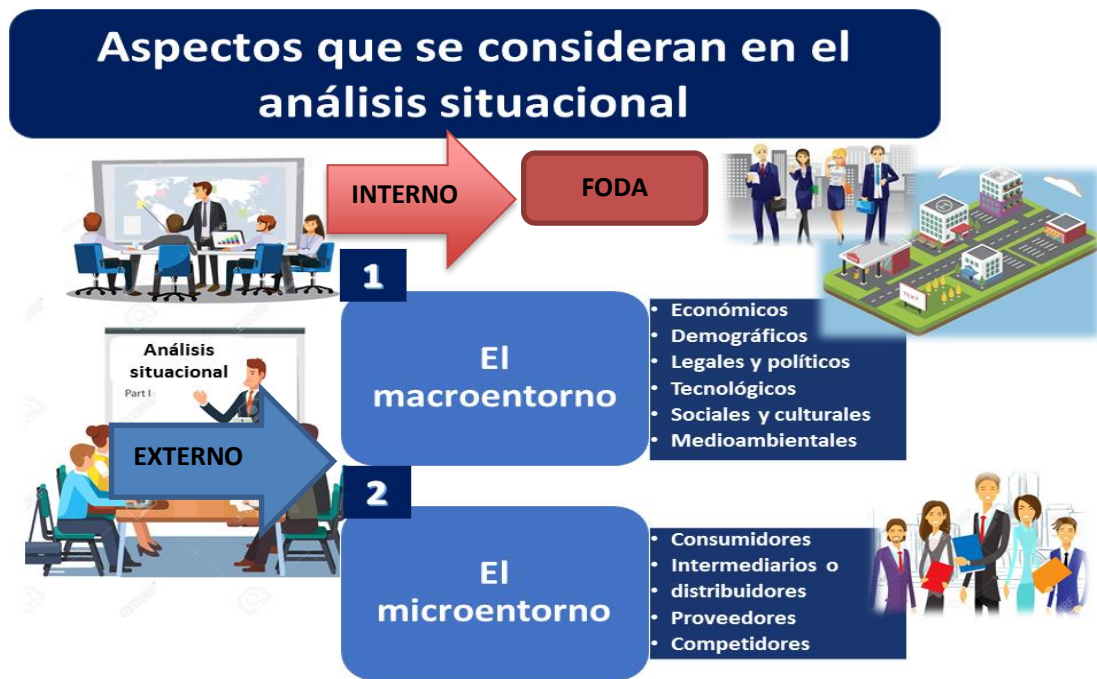 Aspectos que se consideran en el
análisis situacional
INTERNO
FODA
1
El
macroentorno
• Económicos
• Demográficos
• Legales y políticos
• Tecnológicos
• Sociales y culturales
• Medioambientales
Análisis
situacional
Part I
EXTERNO
2
El
microentorno
• Consumidores
• Intermediarios o
• distribuidores
• Proveedores
• Competidores